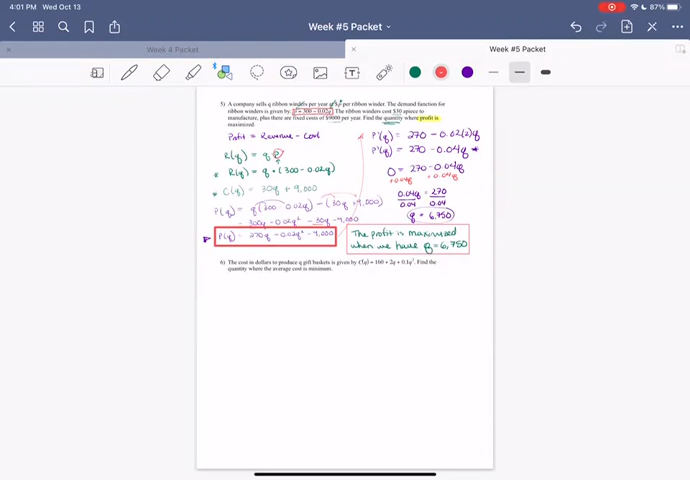 4:01 PM Wed Oct 13
87%
Week #5 Packet
Week 4 Packet
Week #5 Packet
5) A company sells q ribbon winders per year at $p per ribbon winder. The demand function for
ribbon winders is given by: p = 300 – 0.02q. The ribbon winders cost $30 apiece to
manufacture, plus there are fixed costs of $9000 per year. Find the quantity where profit is
maximized.
Profit = Revenue - Cost
R(q) = q P
* R(q) = q • (300 - 0.02q)
* C(q) = 30q + 9,000
P(q) = q(300 - 0.02q) - (30q + 9,000)
= 300q - 0.02q² - 30q - 9,000
P(q) = 270q - 0.02q² - 9,000
P'(q) = 270 - 0.02(2)q
P'(q) = 270 - 0.04q *
0 = 270 - 0.04q
+0.04q +0.04q
0.04q = 270
0.04 0.04
q = 6,750
The profit is maximized
when we have q = 6,750
6) The cost in dollars to produce q gift baskets is given by C(q) = 160 + 2q + 0.1q². Find the
quantity where the average cost is minimum.